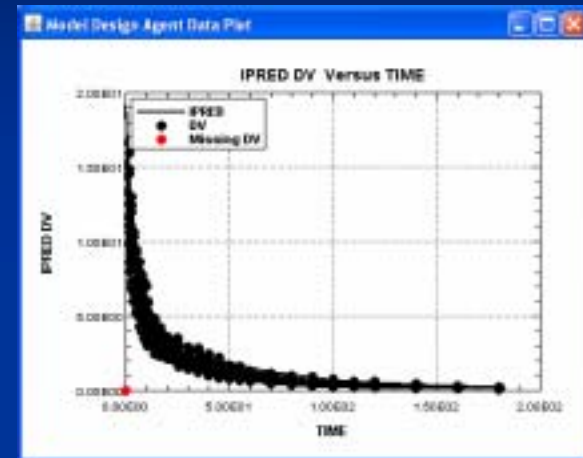 Model Design Agent Data Plot
IPRED DV Versus TIME
2.00E01
IPRED
DV
Missing DV
1.50E01
1.00E01
IPRED DV
5.00E00
0.00E00
0.00E00 5.00E01 1.00E02 1.50E02 2.00E02
TIME